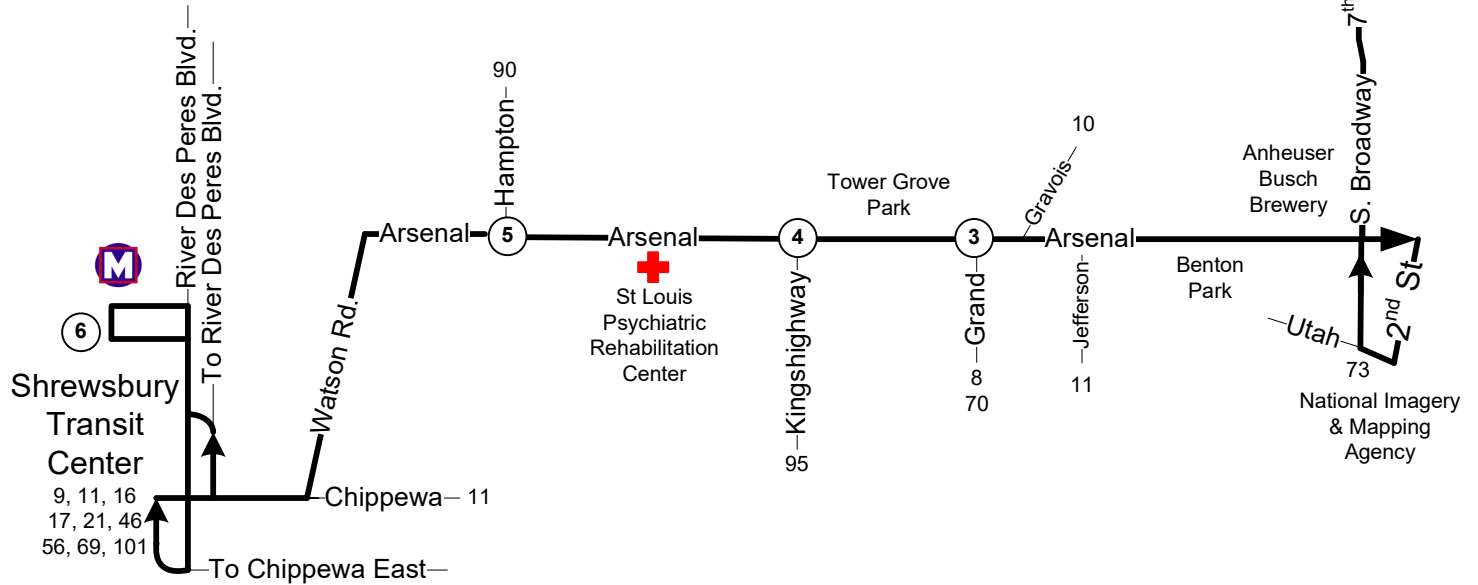 River Des Peres Blvd.
To River Des Peres Blvd.
M
6
Shrewsbury
Transit
Center
9, 11, 16
17, 21, 46
56, 69, 101
To Chippewa East
Chippewa
11
Watson Rd.
Arsenal
90
Hampton
5
Arsenal
St Louis
Psychiatric
Rehabilitation
Center
4
Kingshighway
95
Tower Grove
Park
3
Grand
8
70
10
Gravois
Arsenal
Jefferson
11
Benton
Park
Anheuser
Busch
Brewery
7th
S. Broadway
2nd St
Utah
73
National Imagery
& Mapping
Agency